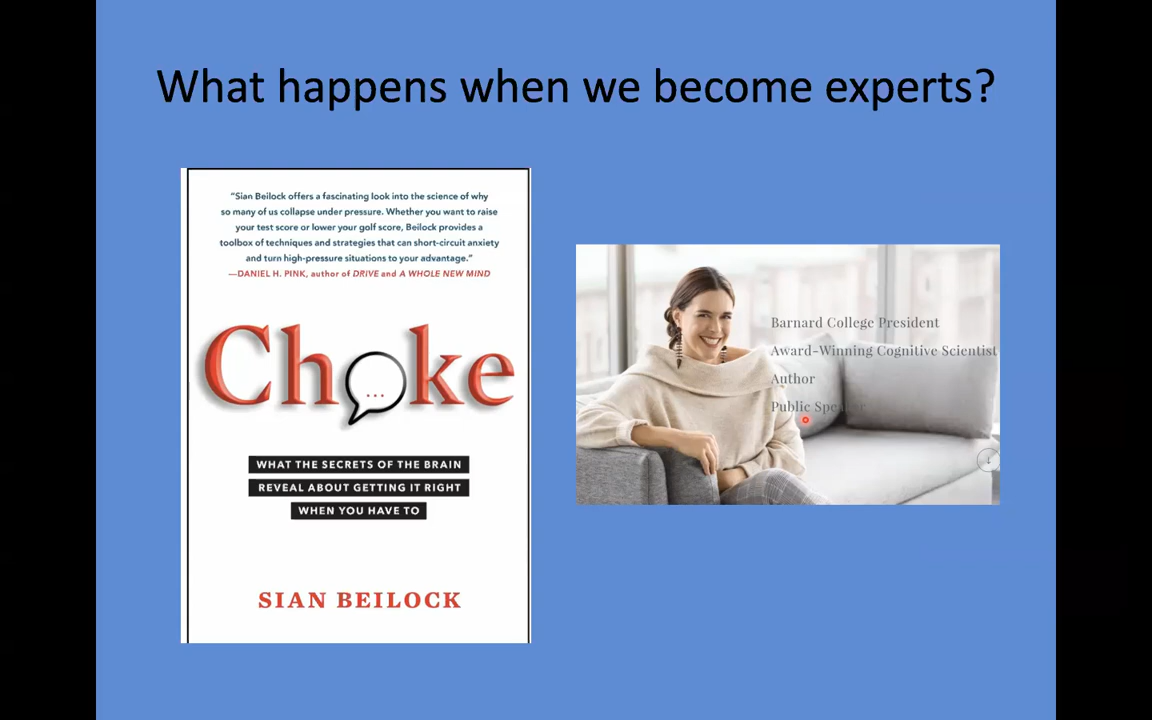 What happens when we become experts?
“Sian Beilock offers a fascinating look into the science of why
so many of us collapse under pressure. Whether you want to raise
your test score or lower your golf score, Beilock provides a
toolbox of techniques and strategies that can short-circuit anxiety
and turn high-pressure situations to your advantage.”
—DANIEL H. PINK, author of DRIVE and A WHOLE NEW MIND
Choke
...
WHAT THE SECRETS OF THE BRAIN
REVEAL ABOUT GETTING IT RIGHT
WHEN YOU HAVE TO
SIAN BEILOCK
Barnard College President
Award-Winning Cognitive Scientist
Author
Public